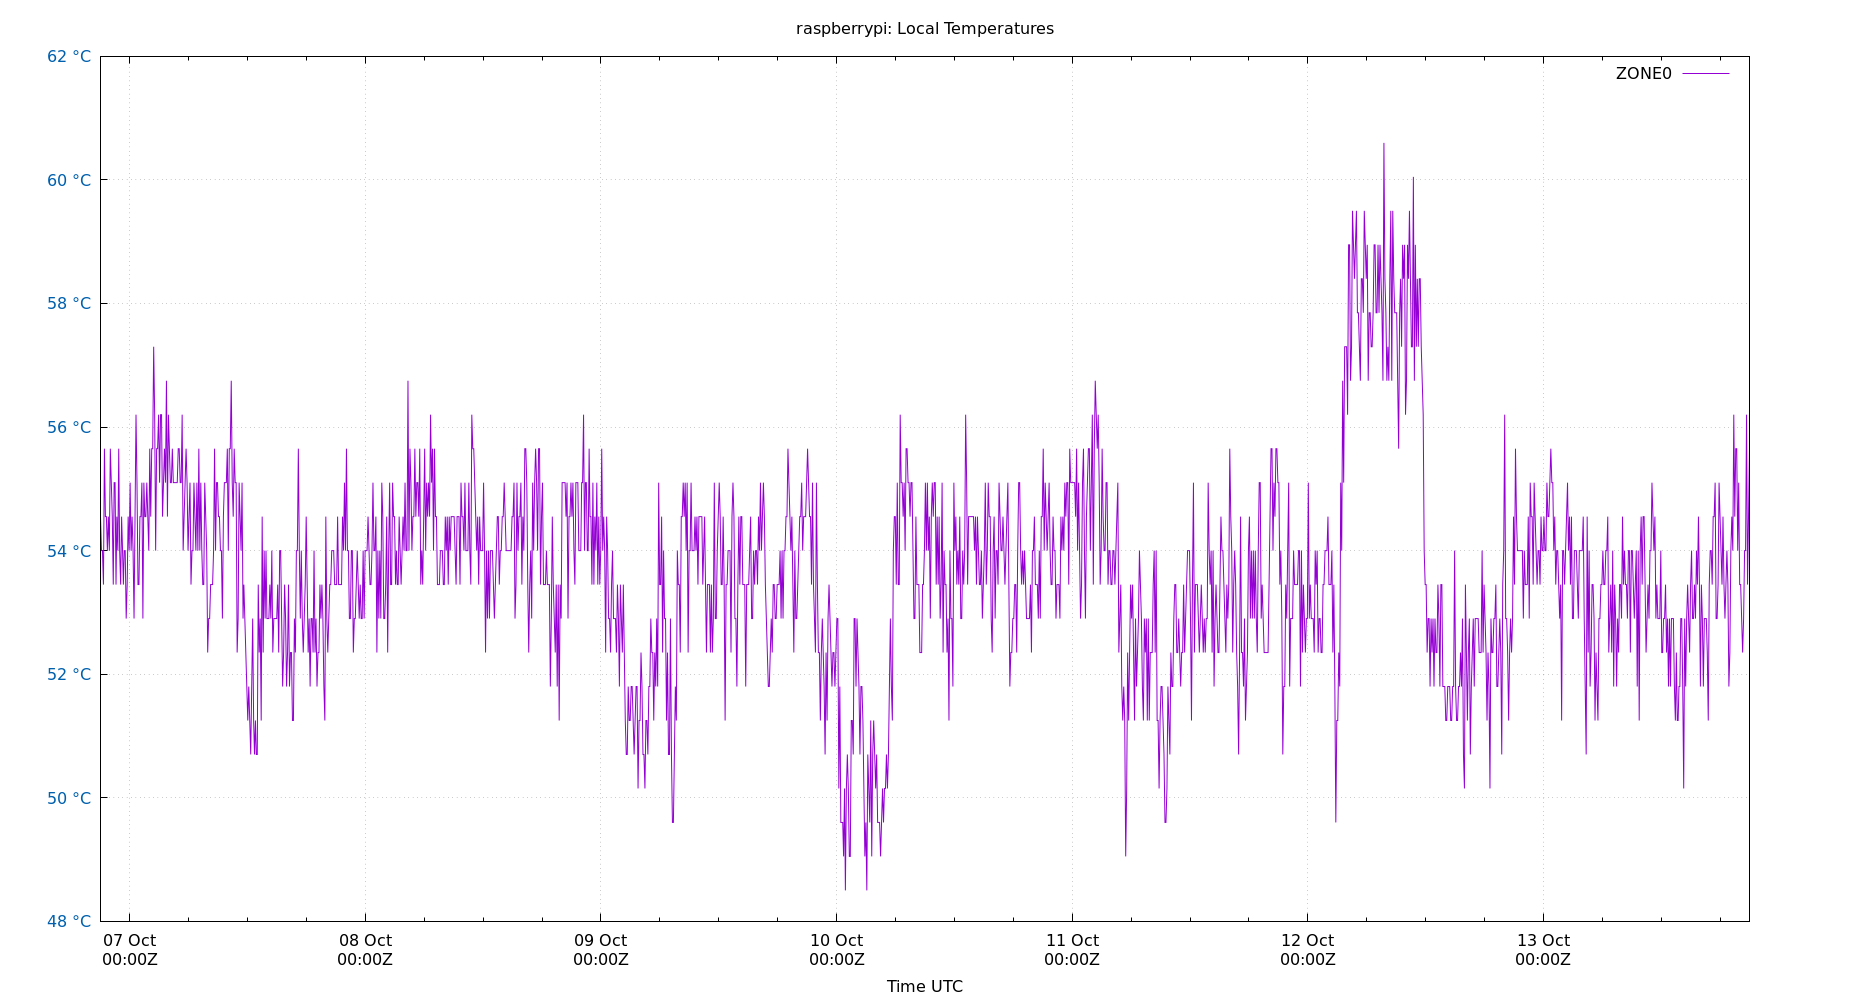 raspberrypi: Local Temperatures
62 °C
ZONE0
60 °C
58 °C
56 °C
54 °C
52 °C
50 °C
48 °C
07 Oct 08 Oct 09 Oct 10 Oct 11 Oct 12 Oct 13 Oct
00:00Z 00:00Z 00:00Z 00:00Z 00:00Z 00:00Z 00:00Z
Time UTC